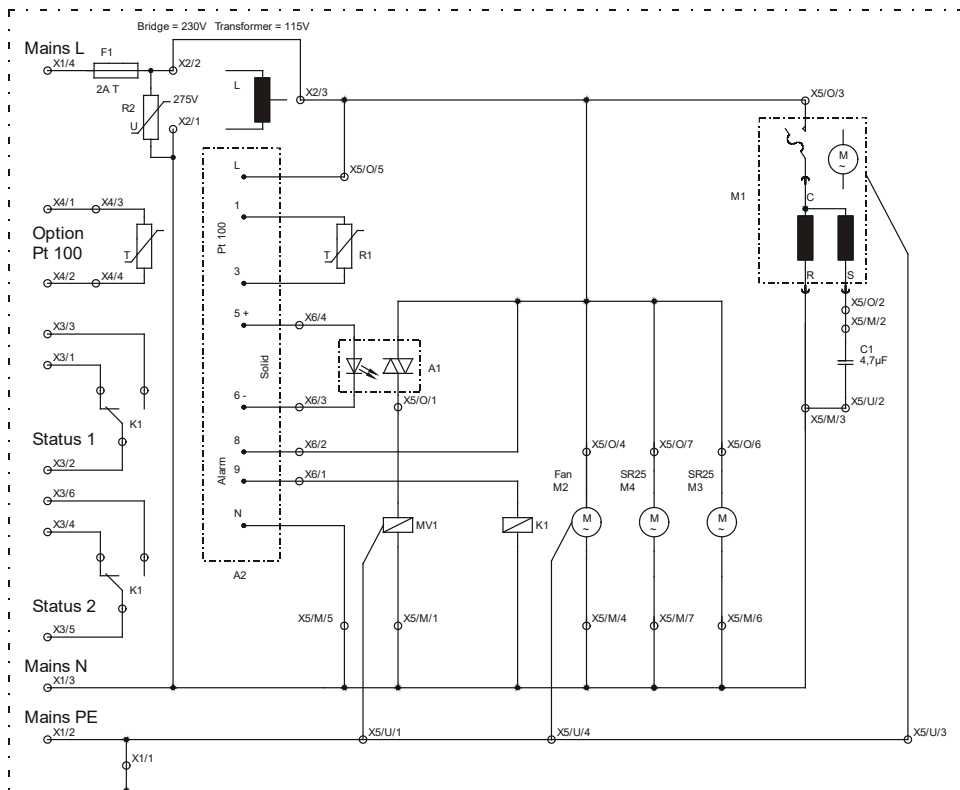 Bridge = 230V Transformer = 115V
Mains L
F1
X1/4
X2/2
2A T
R2
275V
U
X2/1
L
X2/3
X5/O/3
L
X5/O/5
M
~
M1
C
X4/1
X4/3
1
Option
Pt 100
T
Pt 100
T
R1
X4/2
X4/4
3
R
S
X5/O/2
X5/M/2
X3/3
5 +
X6/4
C1
4,7µF
X3/1
Solid
A1
K1
6 -
X6/3
X5/O/1
X5/U/2
X5/M/3
Status 1
8
X6/2
X5/O/4
X5/O/7
X5/O/6
X3/2
Alarm
9
X6/1
Fan
M2
SR25
M4
SR25
M3
X3/6
N
X3/4
MV1
K1
M
~
M
~
M
~
K1
A2
Status 2
X3/5
X5/M/5
X5/M/1
X5/M/4
X5/M/7
X5/M/6
Mains N
X1/3
Mains PE
X1/2
X5/U/1
X5/U/4
X5/U/3
X1/1